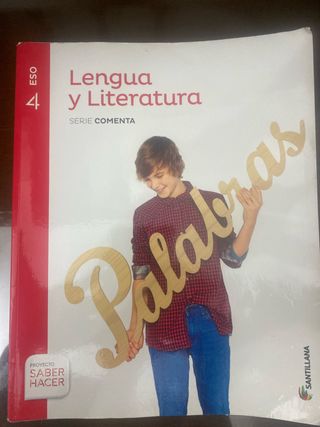 4 ESO
Lengua
y Literatura
SERIE COMENTA
Palabras
PROYECTO
SABER
HACER
SANTILLANA